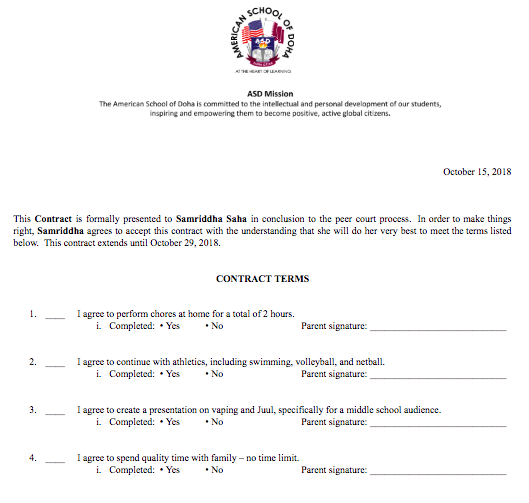 AMERICAN SCHOOL OF DOHA
ASD
AT THE HEART OF LEARNING
ASD Mission
The American School of Doha is committed to the intellectual and personal development of our students,
inspiring and empowering them to become positive, active global citizens.
October 15, 2018
This Contract is formally presented to Samriddha Saha in conclusion to the peer court process. In order to make things
right, Samriddha agrees to accept this contract with the understanding that she will do her very best to meet the terms listed
below. This contract extends until October 29, 2018.
CONTRACT TERMS
1. ____ I agree to perform chores at home for a total of 2 hours.
i. Completed: • Yes • No Parent signature: ____________________________
2. ____ I agree to continue with athletics, including swimming, volleyball, and netball.
i. Completed: • Yes • No Parent signature: ____________________________
3. ____ I agree to create a presentation on vaping and Juul, specifically for a middle school audience.
i. Completed: • Yes • No Parent signature: ____________________________
4. ____ I agree to spend quality time with family – no time limit.
i. Completed: • Yes • No Parent signature: ____________________________